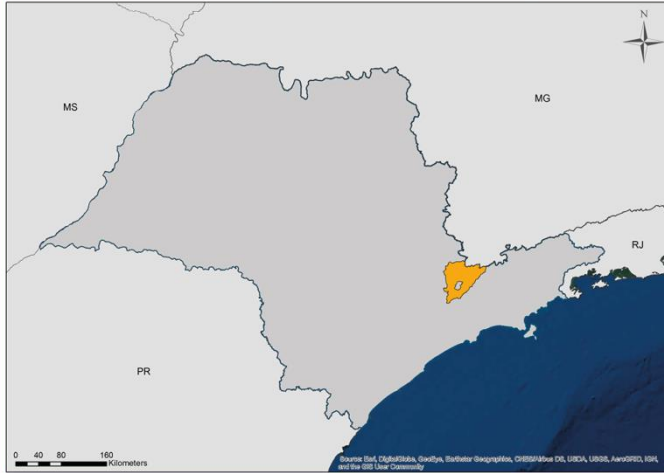 N
MS
MG
RJ
PR
0 40 80 160
Kilometers
Source: Esri, DigitalGlobe, GeoEye, Earthstar Geographics, CNES/Airbus DS, USDA, USGS, AeroGRID, IGN,
and the GIS User Community